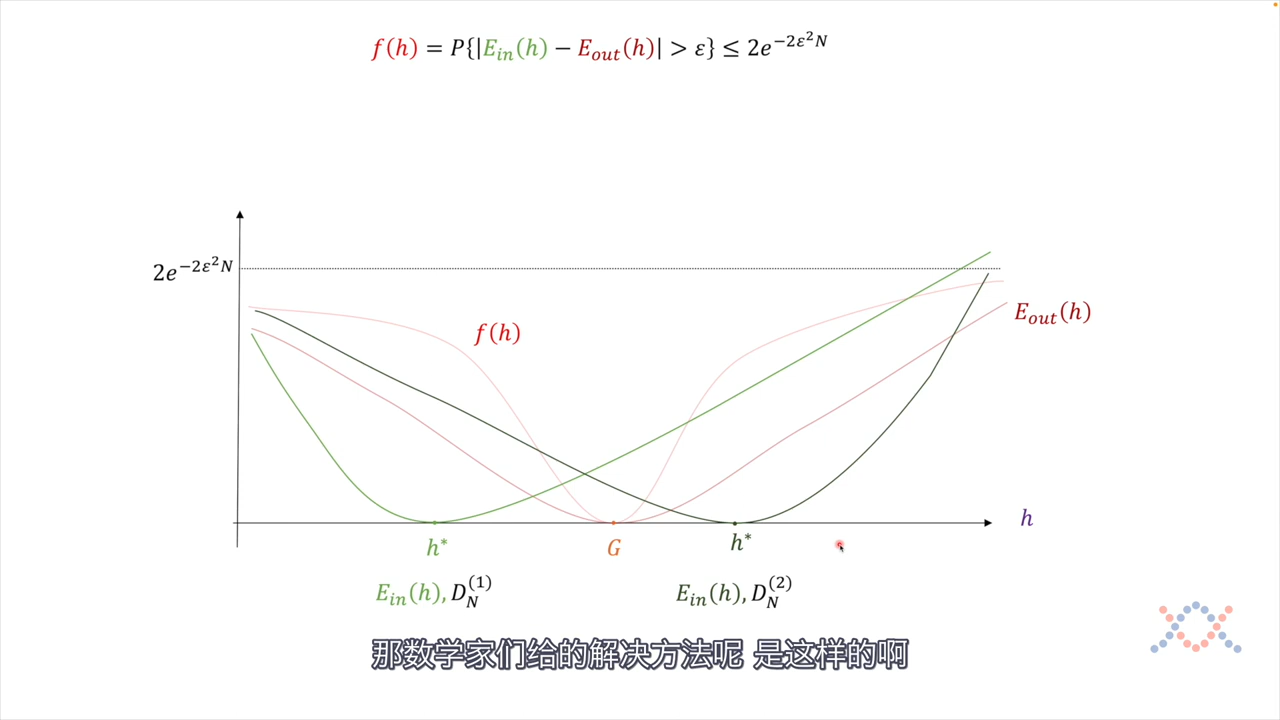 f(h) = P{|E_in(h) − E_out(h)| > ε} ≤ 2e^{−2ε²N}
2e^{−2ε²N}
f(h)
E_out(h)
h
h* G h*
E_in(h), D_N^{(1)} E_in(h), D_N^{(2)}
那数学家们给的解决方法呢 是这样的啊